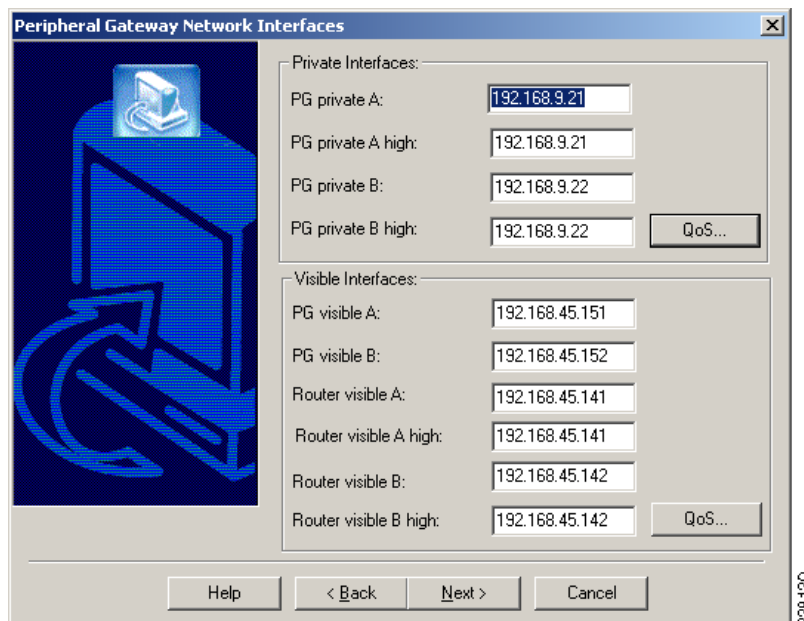 Peripheral Gateway Network Interfaces
Private Interfaces:
PG private A: 192.168.9.21
PG private A high: 192.168.9.21
PG private B: 192.168.9.22
PG private B high: 192.168.9.22 QoS...
Visible Interfaces:
PG visible A: 192.168.45.151
PG visible B: 192.168.45.152
Router visible A: 192.168.45.141
Router visible A high: 192.168.45.141
Router visible B: 192.168.45.142
Router visible B high: 192.168.45.142 QoS...
Help < Back Next > Cancel